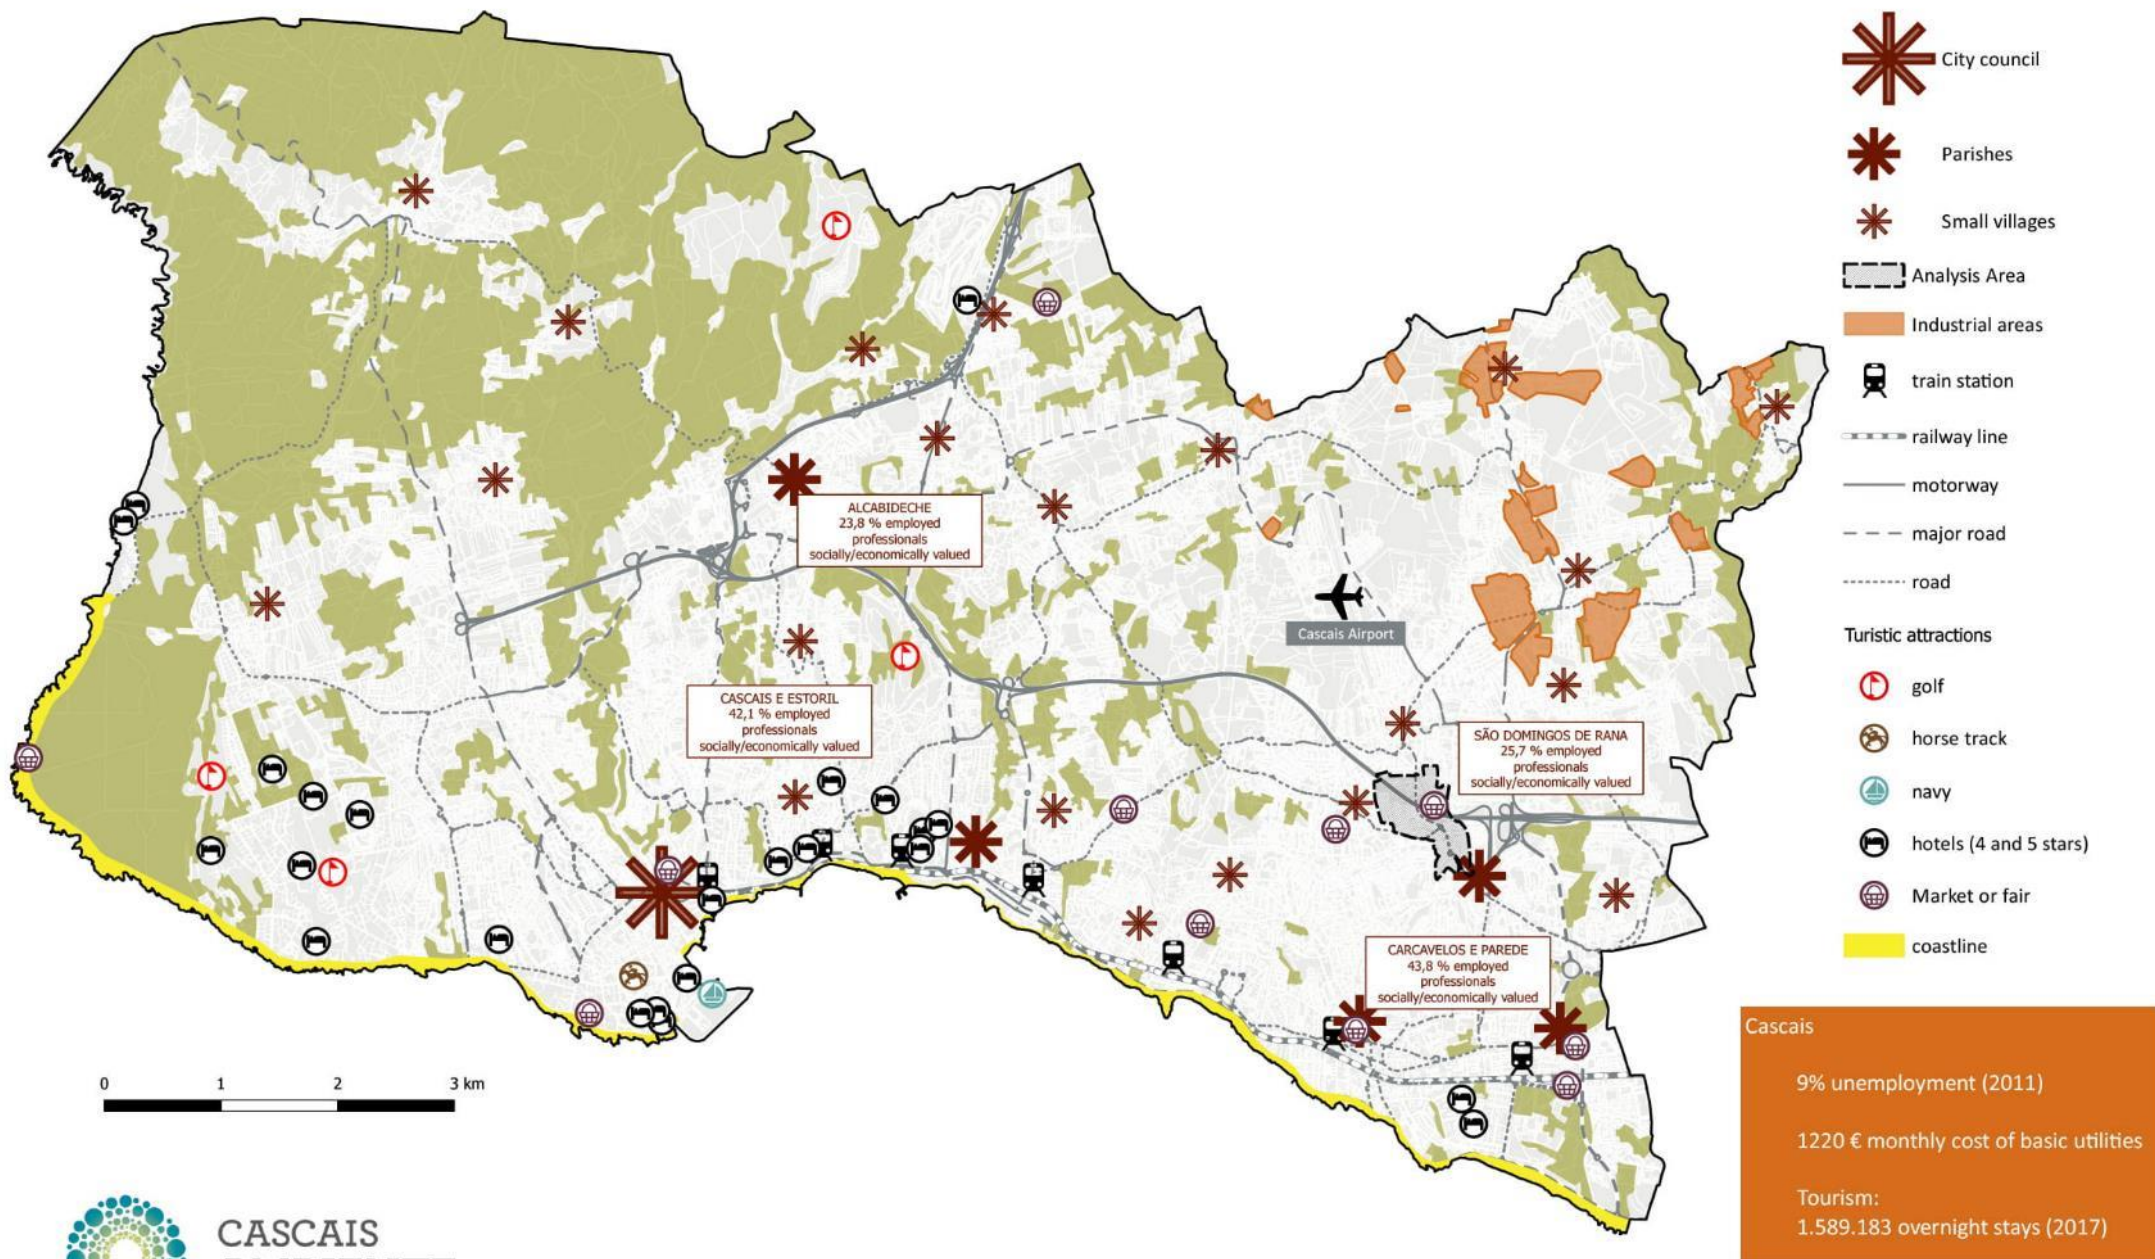 City council
Parishes
Small villages
Analysis Area
Industrial areas
train station
railway line
motorway
major road
road
Turistic attractions
golf
horse track
navy
hotels (4 and 5 stars)
Market or fair
coastline
ALCABIDECHE
23,8 % employed
professionals
socially/economically valued
Cascais Airport
CASCAIS E ESTORIL
42,1 % employed
professionals
socially/economically valued
SÃO DOMINGOS DE RANA
25,7 % employed
professionals
socially/economically valued
CARCAVELOS E PAREDE
43,8 % employed
professionals
socially/economically valued
0 1 2 3 km
Cascais
9% unemployment (2011)
1220 € monthly cost of basic utilities
Tourism:
1.589.183 overnight stays (2017)
CASCAIS